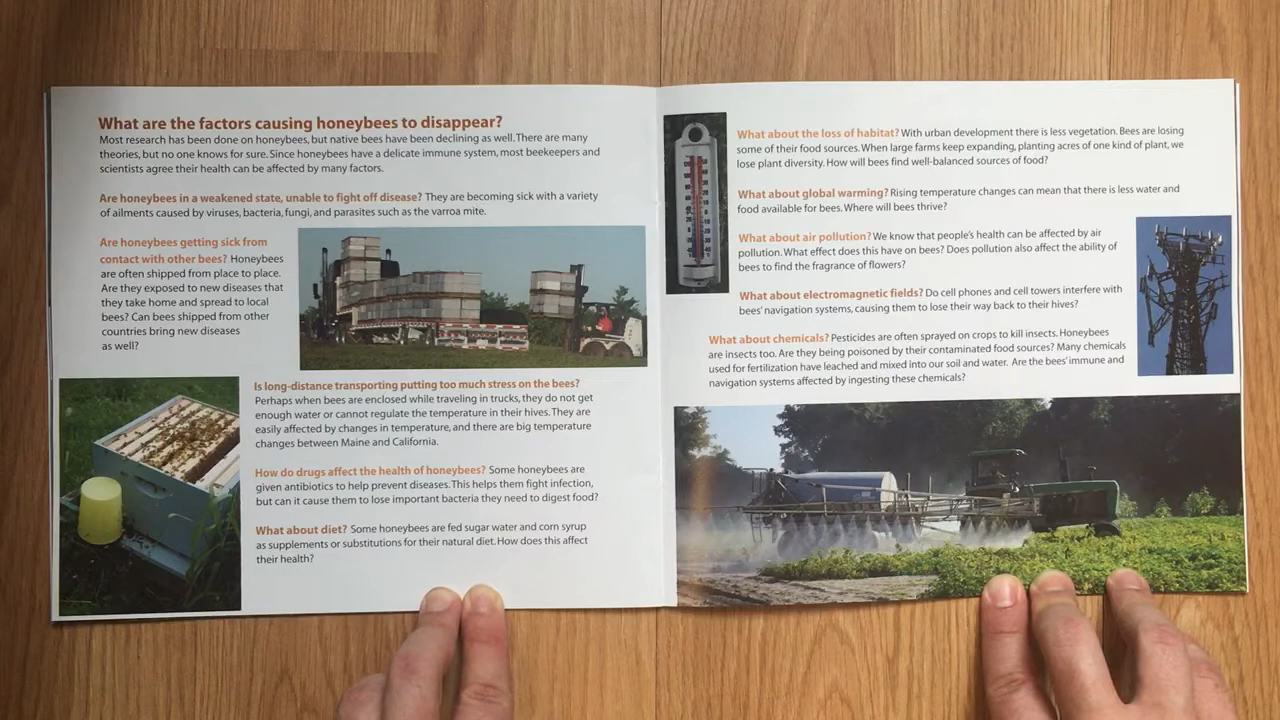 What are the factors causing honeybees to disappear?
Most research has been done on honeybees, but native bees have been declining as well. There are many
theories, but no one knows for sure. Since honeybees have a delicate immune system, most beekeepers and
scientists agree their health can be affected by many factors.
Are honeybees in a weakened state, unable to fight off disease? They are becoming sick with a variety
of ailments caused by viruses, bacteria, fungi, and parasites such as the varroa mite.
Are honeybees getting sick from
contact with other bees? Honeybees
are often shipped from place to place.
Are they exposed to new diseases that
they take home and spread to local
bees? Can bees shipped from other
countries bring new diseases
as well?
Is long-distance transporting putting too much stress on the bees?
Perhaps when bees are enclosed while traveling in trucks, they do not get
enough water or cannot regulate the temperature in their hives. They are
easily affected by changes in temperature, and there are big temperature
changes between Maine and California.
How do drugs affect the health of honeybees? Some honeybees are
given antibiotics to help prevent diseases. This helps them fight infection,
but can it cause them to lose important bacteria they need to digest food?
What about diet? Some honeybees are fed sugar water and corn syrup
as supplements or substitutions for their natural diet. How does this affect
their health?
What about the loss of habitat? With urban development there is less vegetation. Bees are losing
some of their food sources. When large farms keep expanding, planting acres of one kind of plant, we
lose plant diversity. How will bees find well-balanced sources of food?
What about global warming? Rising temperature changes can mean that there is less water and
food available for bees. Where will bees thrive?
What about air pollution? We know that people's health can be affected by air
pollution. What effect does this have on bees? Does pollution also affect the ability of
bees to find the fragrance of flowers?
What about electromagnetic fields? Do cell phones and cell towers interfere with
bees' navigation systems, causing them to lose their way back to their hives?
What about chemicals? Pesticides are often sprayed on crops to kill insects. Honeybees
are insects too. Are they being poisoned by their contaminated food sources? Many chemicals
used for fertilization have leached and mixed into our soil and water. Are the bees' immune and
navigation systems affected by ingesting these chemicals?